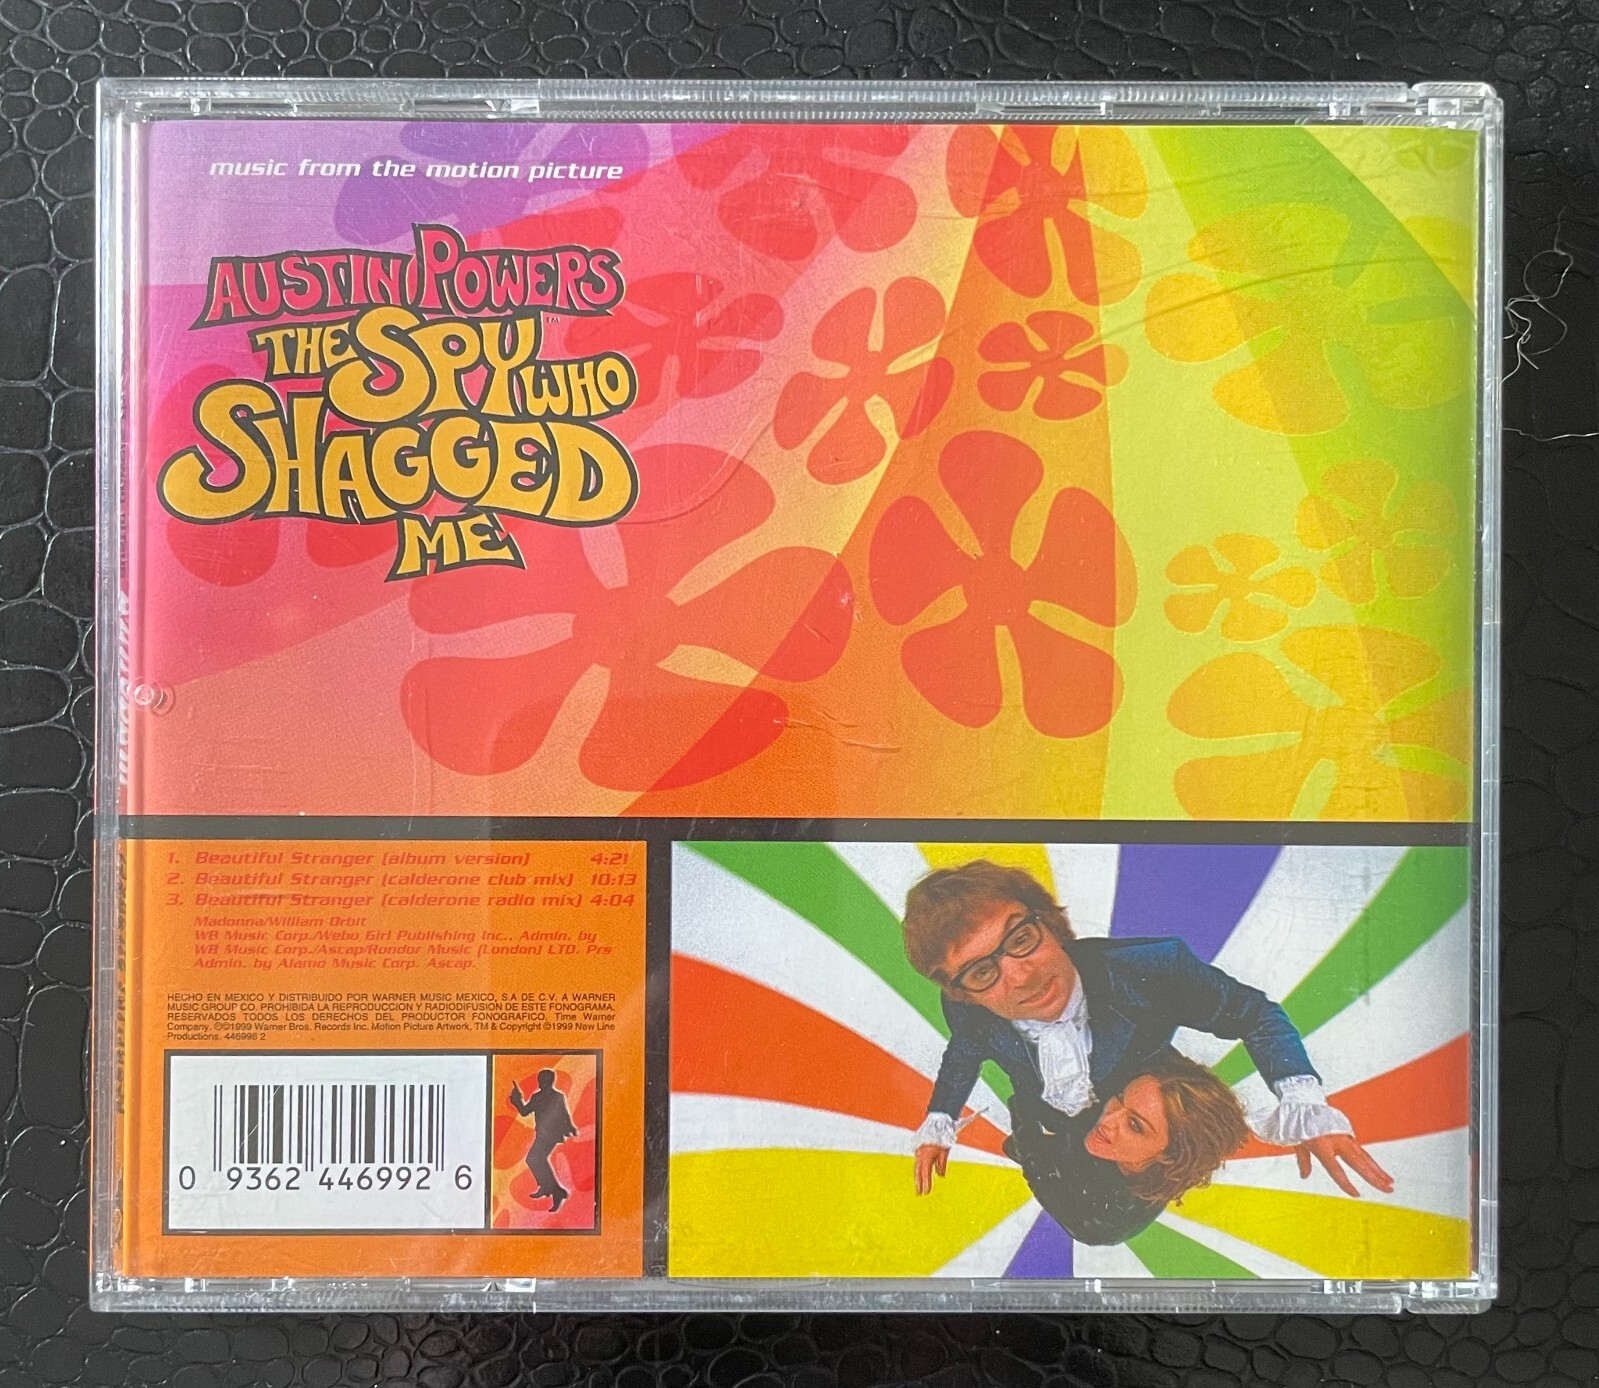 music from the motion picture
AUSTIN POWERS
THE SPY WHO
SHAGGED
ME
TM
1. Beautiful Stranger (album version) 4:21
2. Beautiful Stranger (calderone club mix) 10:13
3. Beautiful Stranger (calderone radio mix) 4:04
Madonna/William Orbit
WB Music Corp./Webo Girl Publishing Inc., Admin. by
WB Music Corp./Ascap/Rondor Music (London) LTD. Prs
Admin. by Alamo Music Corp. Ascap.
HECHO EN MEXICO Y DISTRIBUIDO POR WARNER MUSIC MEXICO, S.A DE C.V. A WARNER
MUSIC GROUP CO. PROHIBIDA LA REPRODUCCION Y RADIODIFUSION DE ESTE FONOGRAMA.
RESERVADOS TODOS LOS DERECHOS DEL PRODUCTOR FONOGRAFICO. Time Warner
Company. ℗©1999 Warner Bros. Records Inc. Motion Picture Artwork, TM & Copyright ©1999 New Line
Productions. 446998 2
0 9362 446992 6